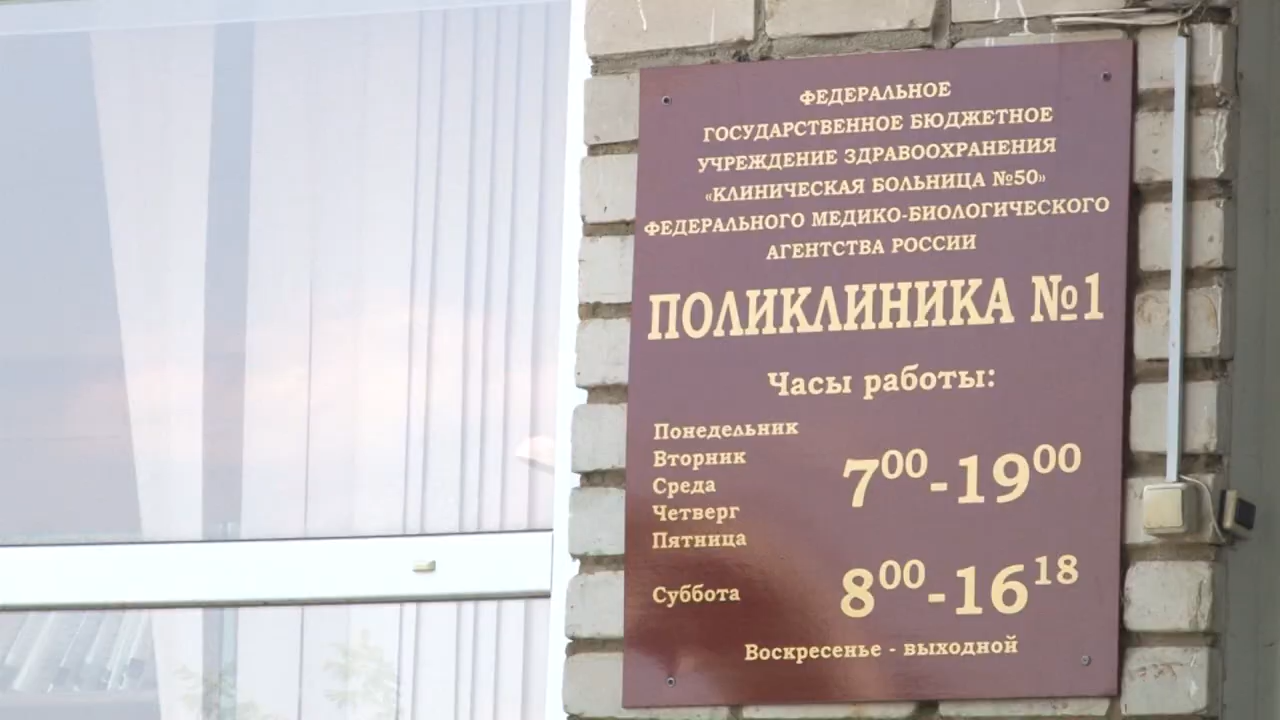 ФЕДЕРАЛЬНОЕ
ГОСУДАРСТВЕННОЕ БЮДЖЕТНОЕ
УЧРЕЖДЕНИЕ ЗДРАВООХРАНЕНИЯ
«КЛИНИЧЕСКАЯ БОЛЬНИЦА №50»
ФЕДЕРАЛЬНОГО МЕДИКО-БИОЛОГИЧЕСКОГО
АГЕНТСТВА РОССИИ
ПОЛИКЛИНИКА №1
Часы работы:
Понедельник
Вторник
Среда
Четверг
Пятница
7⁰⁰-19⁰⁰
Суббота 8⁰⁰-16¹⁸
Воскресенье - выходной